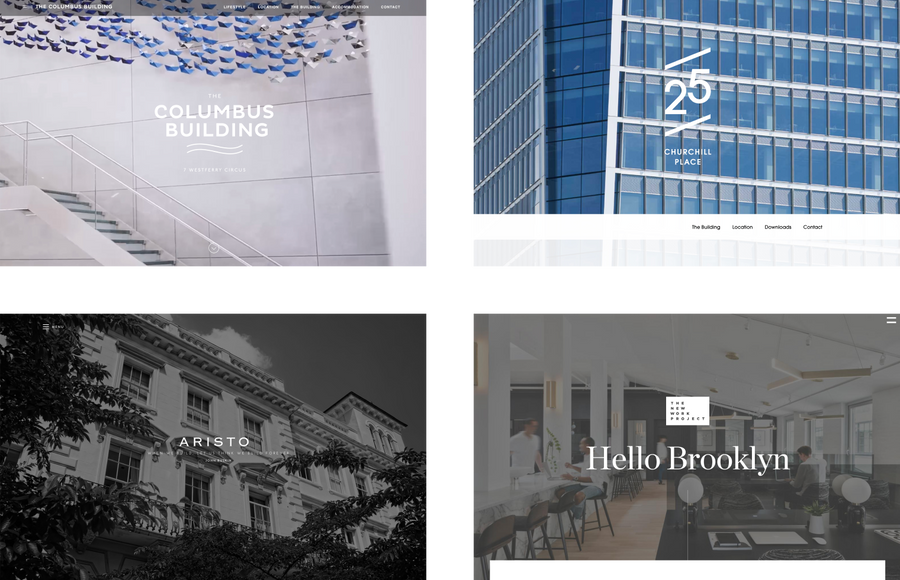 THE COLUMBUS BUILDING
LIFESTYLE LOCATION THE BUILDING ACCOMMODATION CONTACT
THE
COLUMBUS
BUILDING
7 WESTFERRY CIRCUS
25
CHURCHILL
PLACE
The Building Location Downloads Contact
MENU
ARISTO
THE
NEW
WORK
PROJECT
Hello Brooklyn